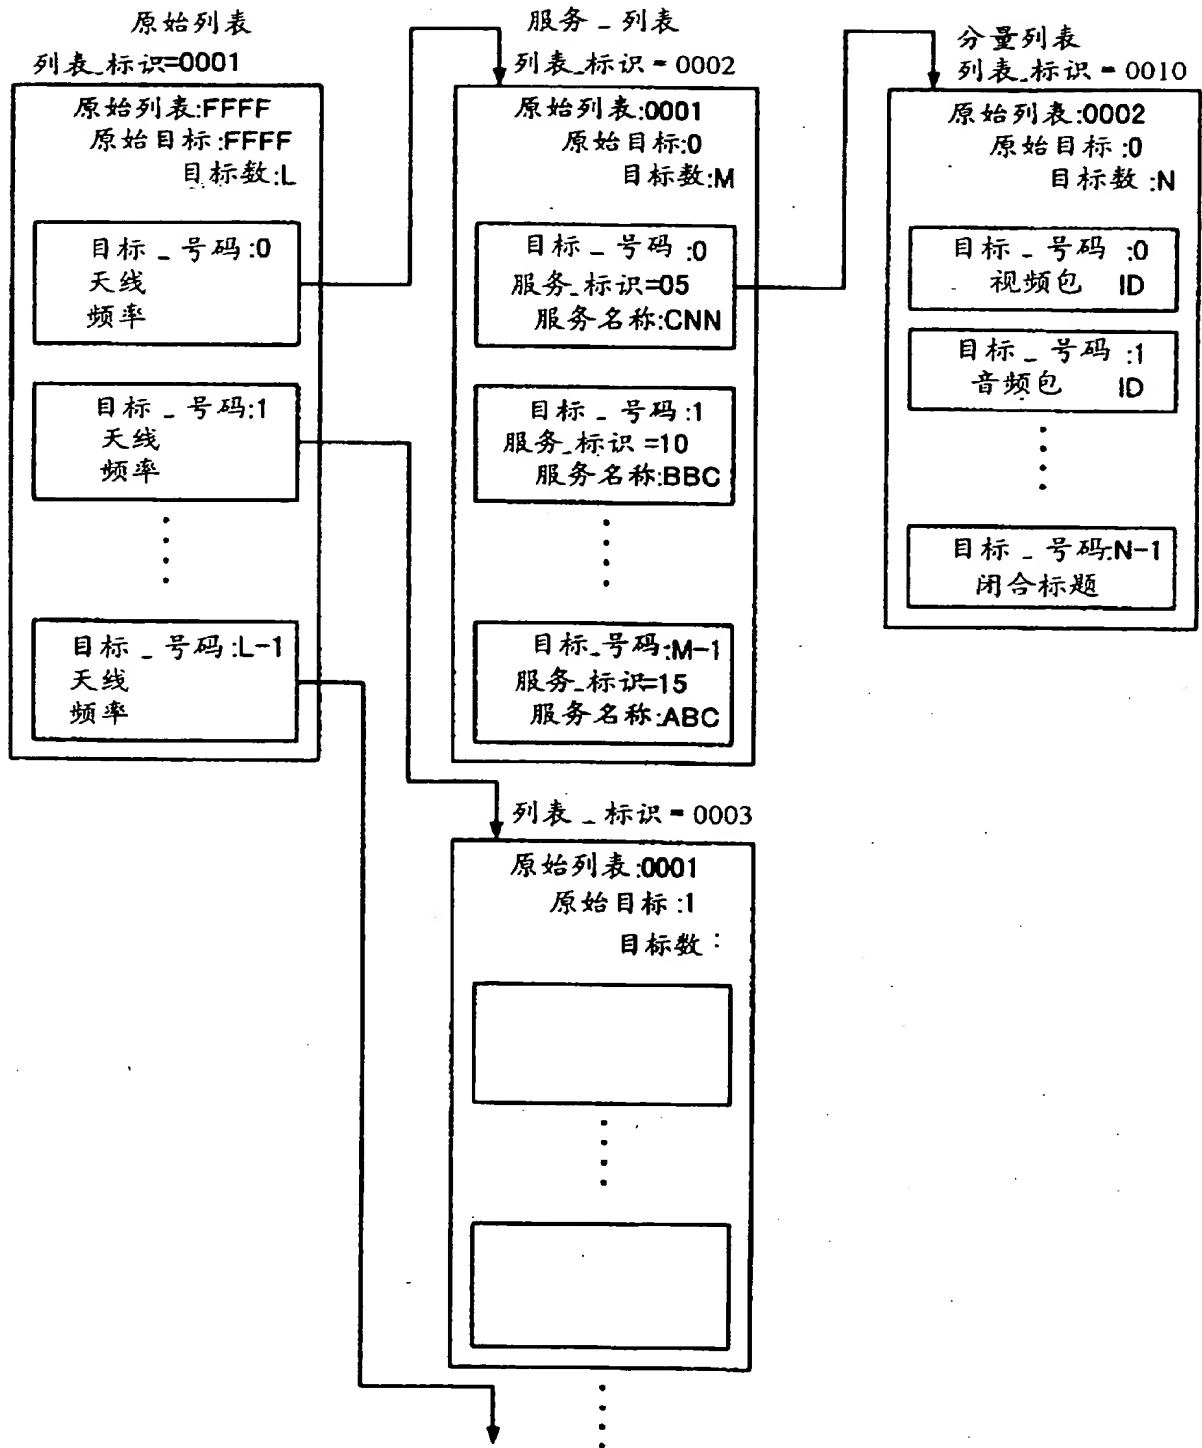 原始列表
列表_标识=0001
原始列表:FFFF
原始目标:FFFF
目标数:L
目标_号码:0
天线
频率
目标_号码:1
天线
频率
目标_号码:L-1
天线
频率
服务_列表
列表_标识=0002
原始列表:0001
原始目标:0
目标数:M
目标_号码:0
服务_标识=05
服务名称:CNN
目标_号码:1
服务_标识=10
服务名称:BBC
目标_号码:M-1
服务_标识=15
服务名称:ABC
列表_标识=0003
原始列表:0001
原始目标:1
目标数:
分量列表
列表_标识=0010
原始列表:0002
原始目标:0
目标数:N
目标_号码:0
视频包 ID
目标_号码:1
音频包 ID
目标_号码:N-1
闭合标题